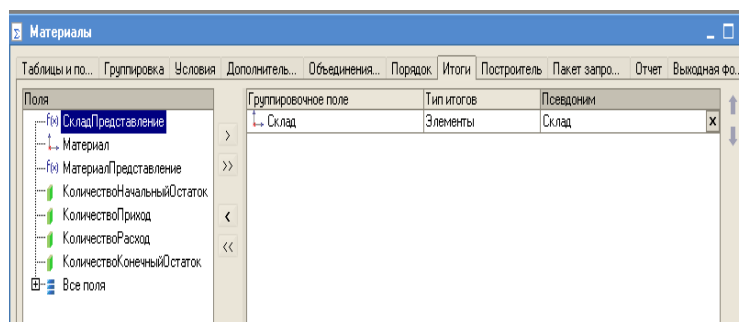 Материалы
Таблицы и по... Группировка Условия Дополнитель... Объединения... Порядок Итоги Построитель Пакет запро... Отчет Выходная фо...
Поля Группировочное поле Тип итогов Псевдоним
СкладПредставление Склад Элементы Склад
Материал
МатериалПредставление
КоличествоНачальныйОстаток
КоличествоПриход
КоличествоРасход
КоличествоКонечныйОстаток
Все поля